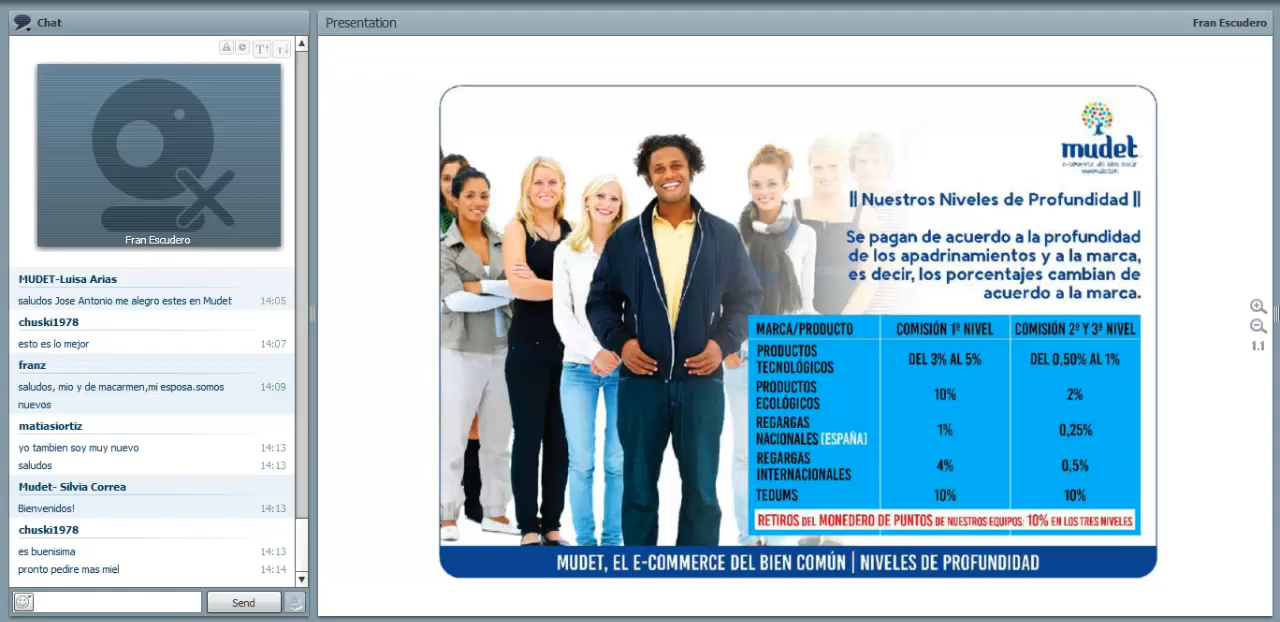 Chat
Fran Escudero
MUDET-Luisa Arias
saludos Jose Antonio me alegro estes en Mudet 14:05
chuski1978
esto es lo mejor 14:07
franz
saludos, mio y de macarmen,mi esposa.somos 14:09
nuevos
matiasiortiz
yo tambien soy muy nuevo 14:13
saludos 14:13
Mudet- Silvia Correa
Bienvenidos! 14:13
chuski1978
es buenisima 14:13
pronto pedire mas miel 14:14
Send
Presentation
Fran Escudero
mudet
e-commerce del bien común
|| Nuestros Niveles de Profundidad ||
Se pagan de acuerdo a la profundidad
de los apadrinamientos y a la marca,
es decir, los porcentajes cambian de
acuerdo a la marca.
MARCA/PRODUCTO COMISIÓN 1º NIVEL COMISIÓN 2º Y 3ª NIVEL
PRODUCTOS
TECNOLÓGICOS DEL 3% AL 5% DEL 0,50% AL 1%
PRODUCTOS
ECOLÓGICOS 10% 2%
REGARGAS
NACIONALES [ESPAÑA] 1% 0,25%
REGARGAS
INTERNACIONALES 4% 0,5%
TEDUMS 10% 10%
RETIROS DEL MONEDERO DE PUNTOS DE NUESTROS EQUIPOS: 10% EN LOS TRES NIVELES
MUDET, EL E-COMMERCE DEL BIEN COMÚN | NIVELES DE PROFUNDIDAD
1.1